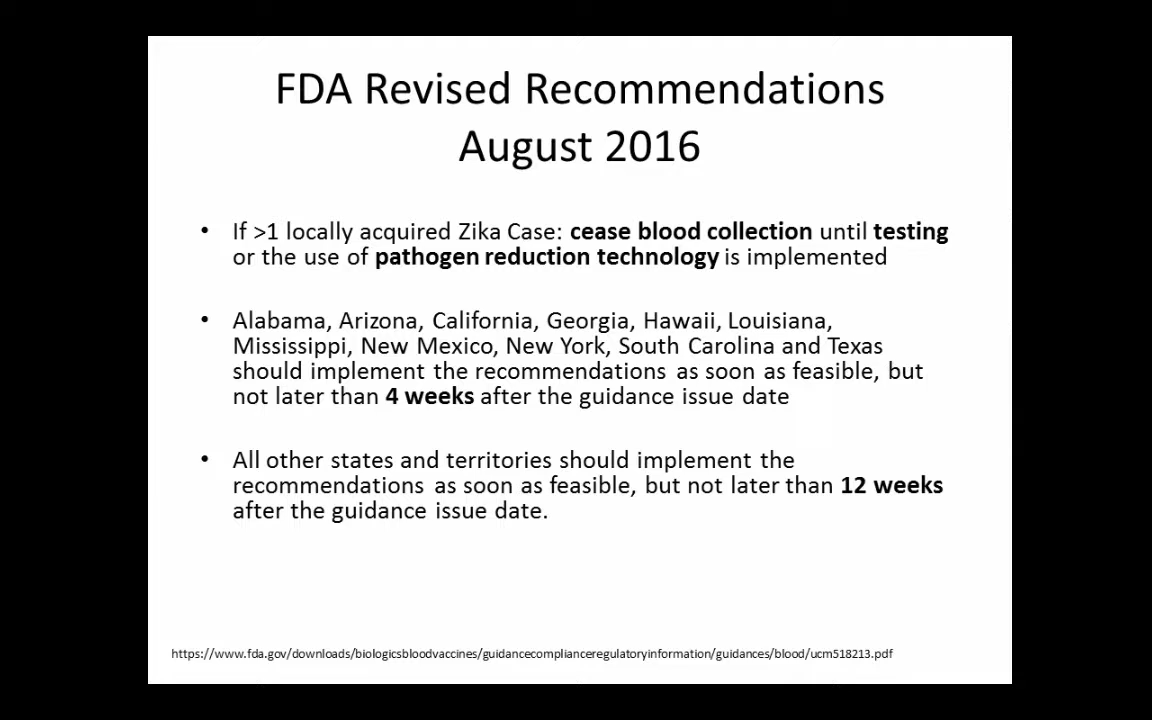 FDA Revised Recommendations
August 2016
• If >1 locally acquired Zika Case: cease blood collection until testing
or the use of pathogen reduction technology is implemented
• Alabama, Arizona, California, Georgia, Hawaii, Louisiana,
Mississippi, New Mexico, New York, South Carolina and Texas
should implement the recommendations as soon as feasible, but
not later than 4 weeks after the guidance issue date
• All other states and territories should implement the
recommendations as soon as feasible, but not later than 12 weeks
after the guidance issue date.
https://www.fda.gov/downloads/biologicsbloodvaccines/guidancecomplianceregulatoryinformation/guidances/blood/ucm518213.pdf